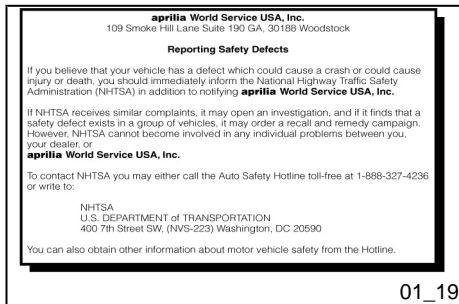 aprilia World Service USA, Inc.
109 Smoke Hill Lane Suite 190 GA, 30188 Woodstock
Reporting Safety Defects
If you believe that your vehicle has a defect which could cause a crash or could cause
injury or death, you should immediately inform the National Highway Traffic Safety
Administration (NHTSA) in addition to notifying aprilia World Service USA, Inc.
If NHTSA receives similar complaints, it may open an investigation, and if it finds that a
safety defect exists in a group of vehicles, it may order a recall and remedy campaign.
However, NHTSA cannot become involved in any individual problems between you,
your dealer, or
aprilia World Service USA, Inc.
To contact NHTSA you may either call the Auto Safety Hotline toll-free at 1-888-327-4236
or write to:
NHTSA
U.S. DEPARTMENT of TRANSPORTATION
400 7th Street SW, (NVS-223) Washington, DC 20590
You can also obtain other information about motor vehicle safety from the Hotline.
01_19